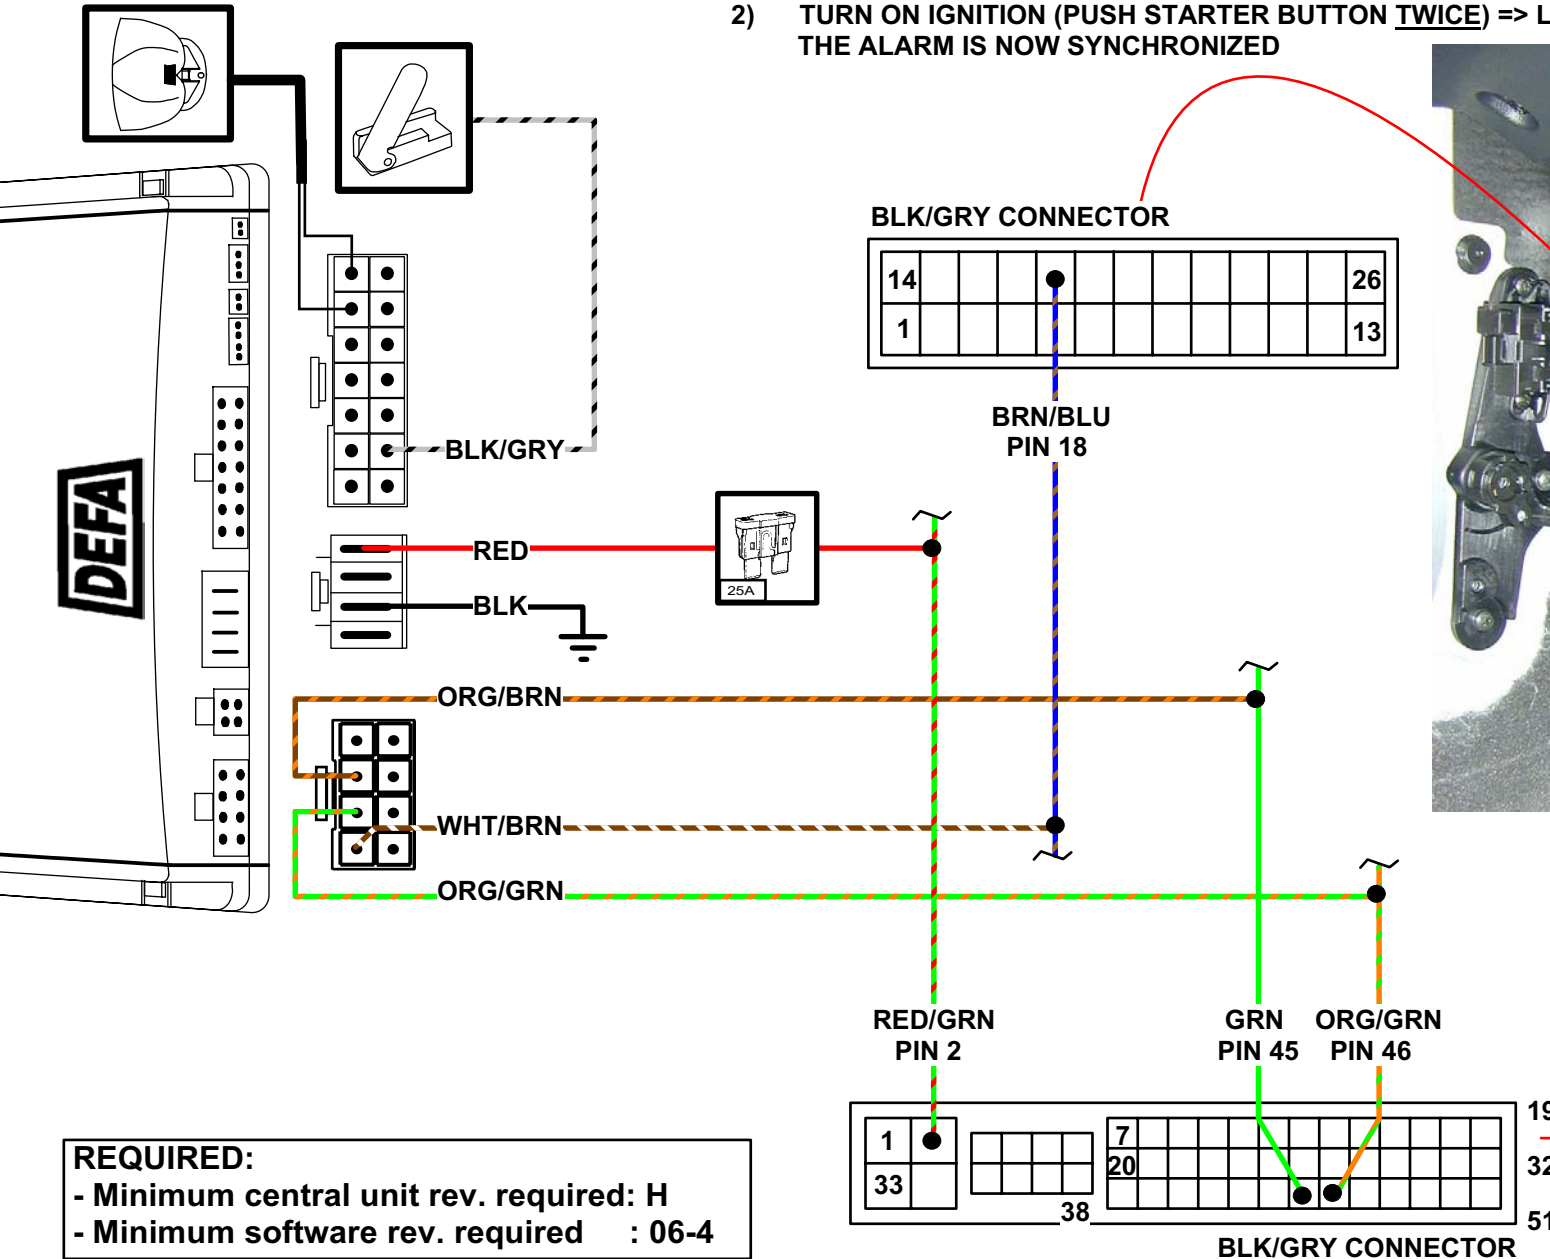 2) TURN ON IGNITION (PUSH STARTER BUTTON TWICE) =>
THE ALARM IS NOW SYNCHRONIZED
BLK/GRY CONNECTOR
14 26
1 13
BRN/BLU
PIN 18
BLK/GRY
RED
25A
BLK
DEFA
ORG/BRN
WHT/BRN
ORG/GRN
RED/GRN
PIN 2
GRN
PIN 45
ORG/GRN
PIN 46
1 7 19
33 20 32
38 51
BLK/GRY CONNECTOR
REQUIRED:
- Minimum central unit rev. required: H
- Minimum software rev. required : 06-4